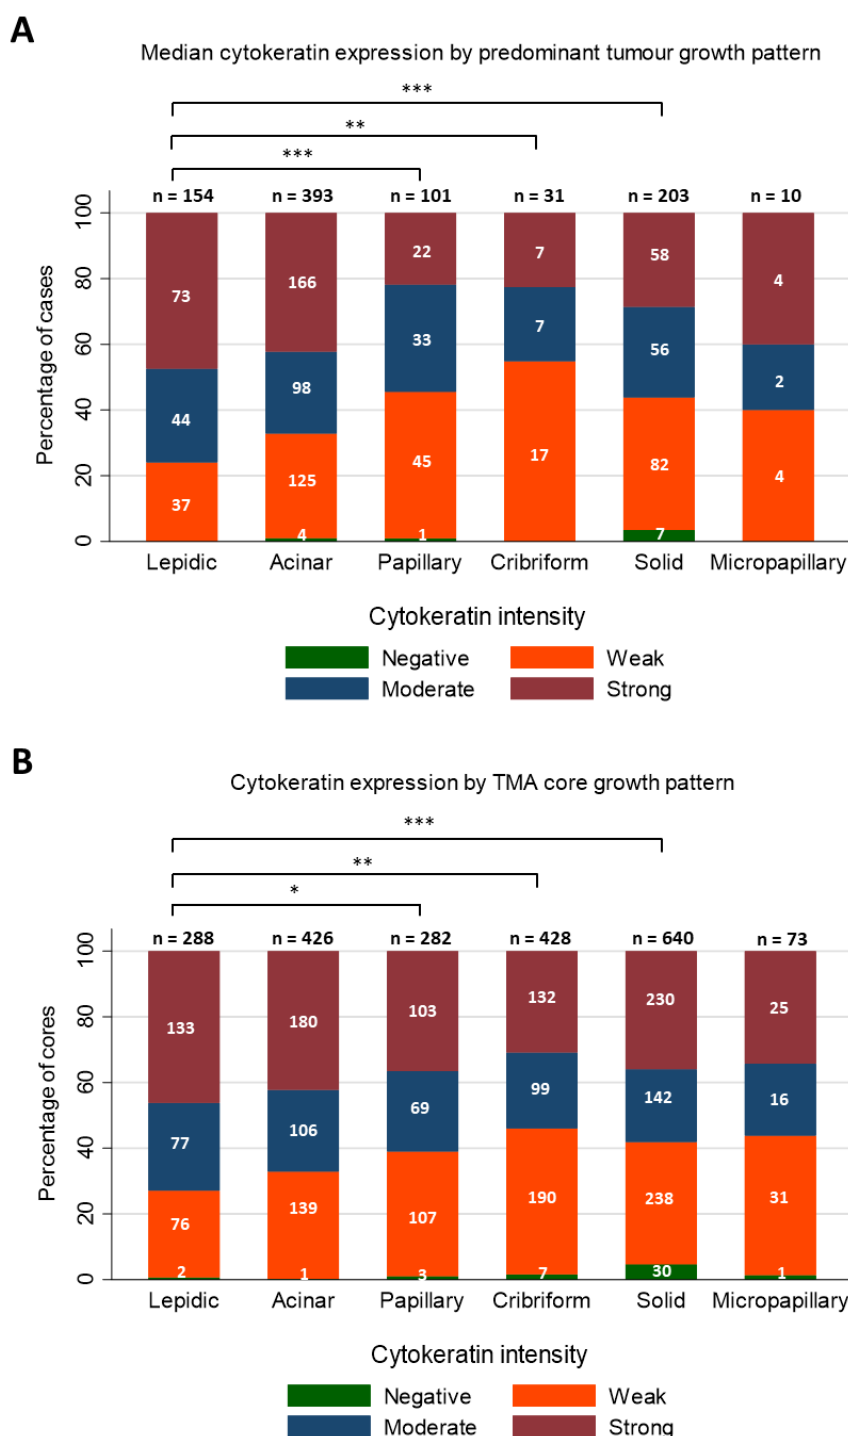 A
Median cytokeratin expression by predominant tumour growth pattern
***
**
***
n = 154 n = 393 n = 101 n = 31 n = 203 n = 10
Percentage of cases
100
80
60
40
20
0
73 166 22 7 58 4
44 98 33 7 56 2
37 125 45 17 82 4
4 1 7
Lepidic Acinar Papillary Cribriform Solid Micropapillary
Cytokeratin intensity
Negative Weak
Moderate Strong
B
Cytokeratin expression by TMA core growth pattern
***
**
*
n = 288 n = 426 n = 282 n = 428 n = 640 n = 73
Percentage of cores
100
80
60
40
20
0
133 180 103 132 230 25
77 106 69 99 142 16
76 139 107 190 238 31
2 1 3 7 30 1
Lepidic Acinar Papillary Cribriform Solid Micropapillary
Cytokeratin intensity
Negative Weak
Moderate Strong